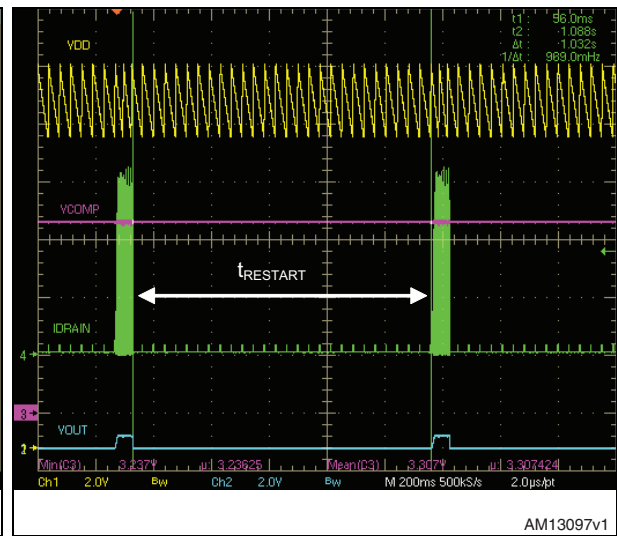 t1 : 96.0ms
t2 : 1.088s
Δt : 1.032s
1/Δt : 969.0mHz
VDD
VCOMP
tRESTART
IDRAIN
4
3
VOUT
Min(C3) 3.237V µ: 3.23625 Mean(C3) 3.307V µ: 3.307424
Ch1 2.0V Bw Ch2 2.0V Bw M 200ms 500kS/s 2.0µs/pt
AM13097v1